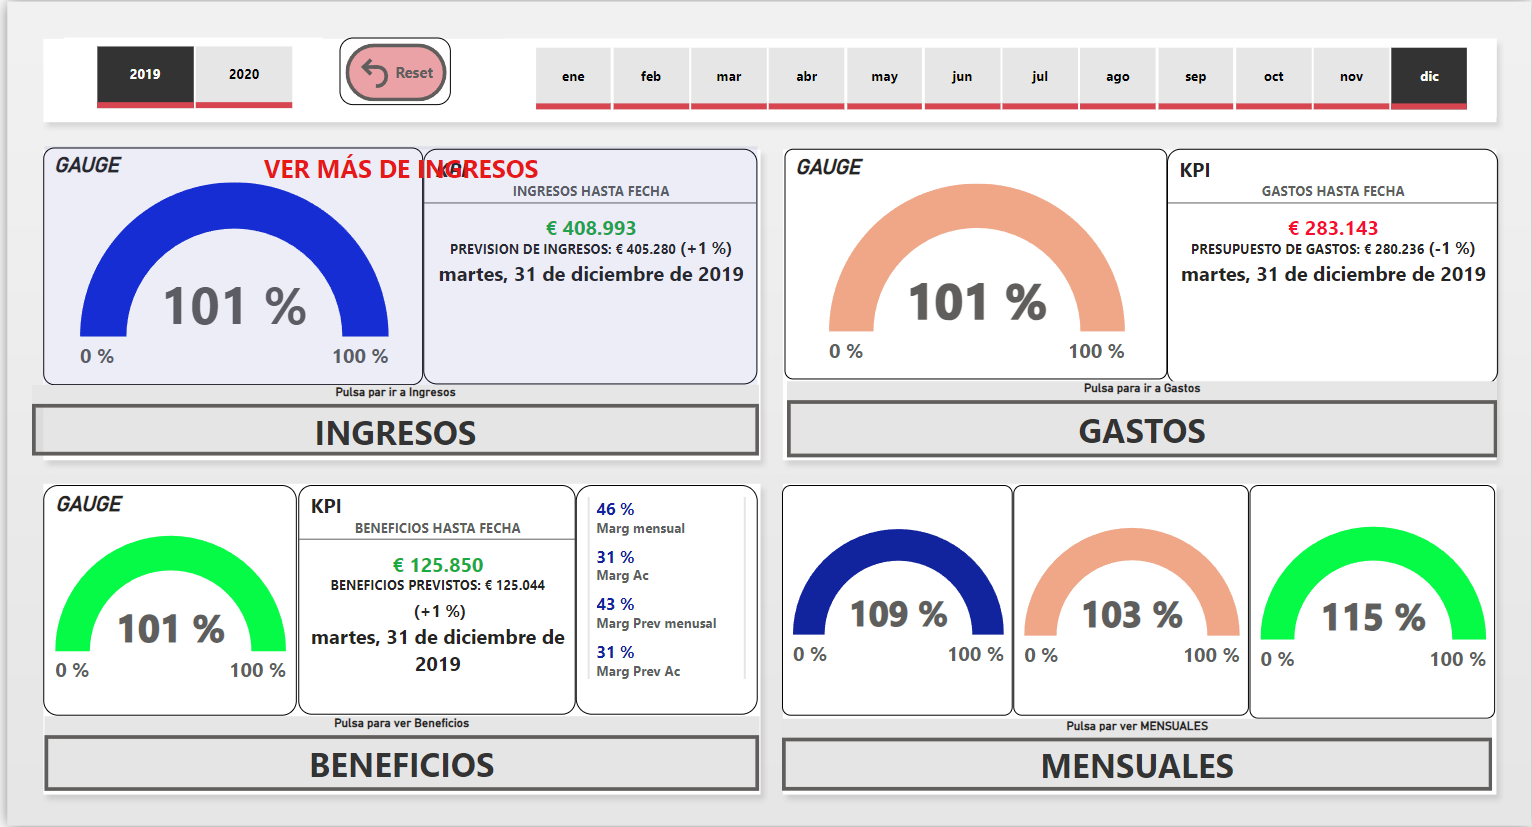 2019
2020
Reset
ene
feb
mar
abr
may
jun
jul
ago
sep
oct
nov
dic
GAUGE
VER MÁS DE INGRESOS
KPI
INGRESOS HASTA FECHA
101 %
0 %
100 %
€ 408.993
PREVISION DE INGRESOS: € 405.280 (+1 %)
martes, 31 de diciembre de 2019
Pulsa par ir a Ingresos
INGRESOS
GAUGE
101 %
0 %
100 %
KPI
GASTOS HASTA FECHA
€ 283.143
PRESUPUESTO DE GASTOS: € 280.236 (-1 %)
martes, 31 de diciembre de 2019
Pulsa para ir a Gastos
GASTOS
GAUGE
101 %
0 %
100 %
KPI
BENEFICIOS HASTA FECHA
€ 125.850
BENEFICIOS PREVISTOS: € 125.044
(+1 %)
martes, 31 de diciembre de
2019
46 %
Marg mensual
31 %
Marg Ac
43 %
Marg Prev menusal
31 %
Marg Prev Ac
Pulsa para ver Beneficios
BENEFICIOS
109 %
0 %
100 %
103 %
0 %
100 %
115 %
0 %
100 %
Pulsa par ver MENSUALES
MENSUALES